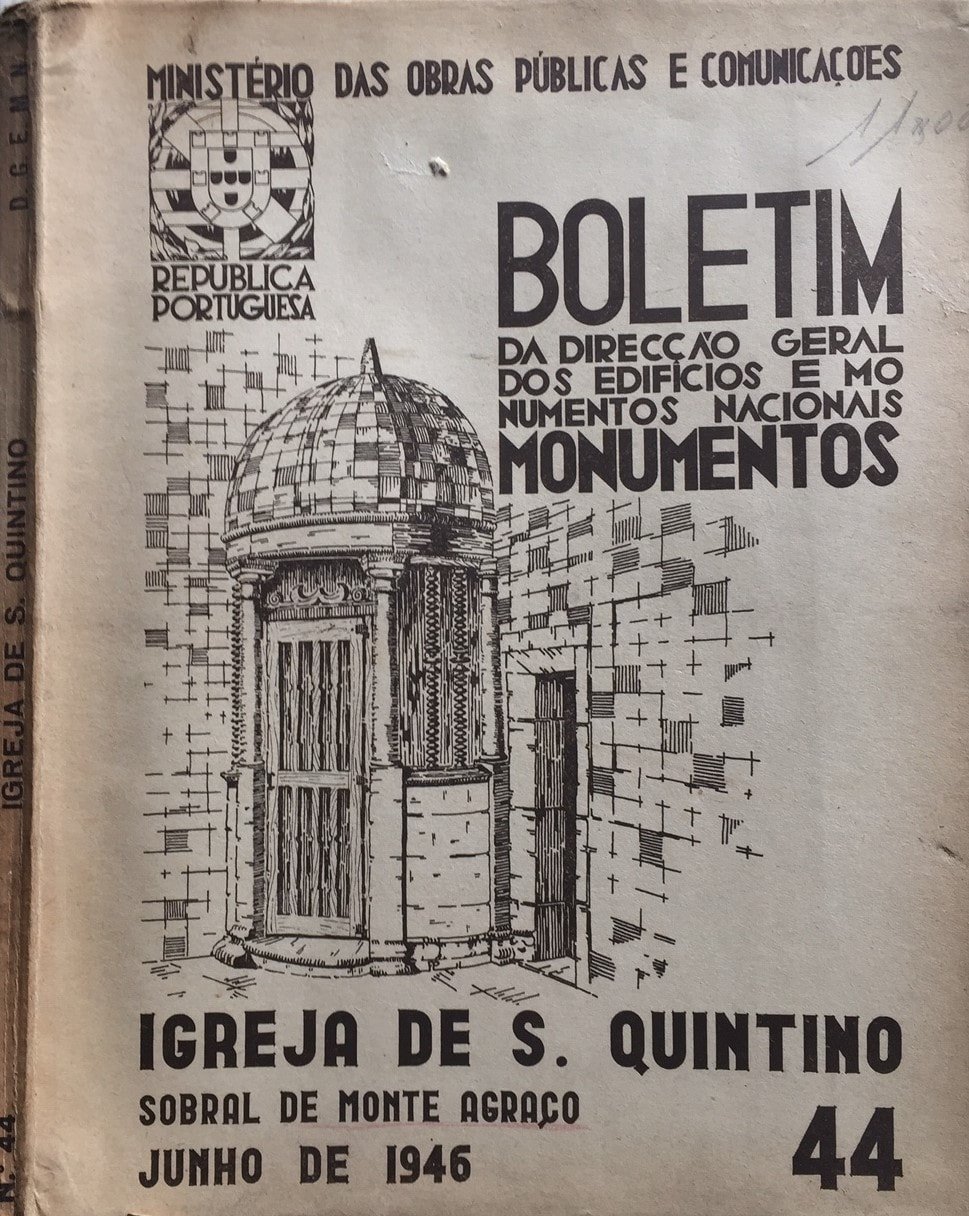 MINISTÉRIO DAS OBRAS PÚBLICAS E COMUNICAÇÕES
REPUBLICA
PORTUGUESA
BOLETIM
DA DIRECÇÃO GERAL
DOS EDIFÍCIOS E MO
NUMENTOS NACIONAIS
MONUMENTOS
IGREJA DE S. QUINTINO
SOBRAL DE MONTE AGRAÇO
JUNHO DE 1946
44
D. G. E. M. N.
IGREJA DE S. QUINTINO
N.º 44